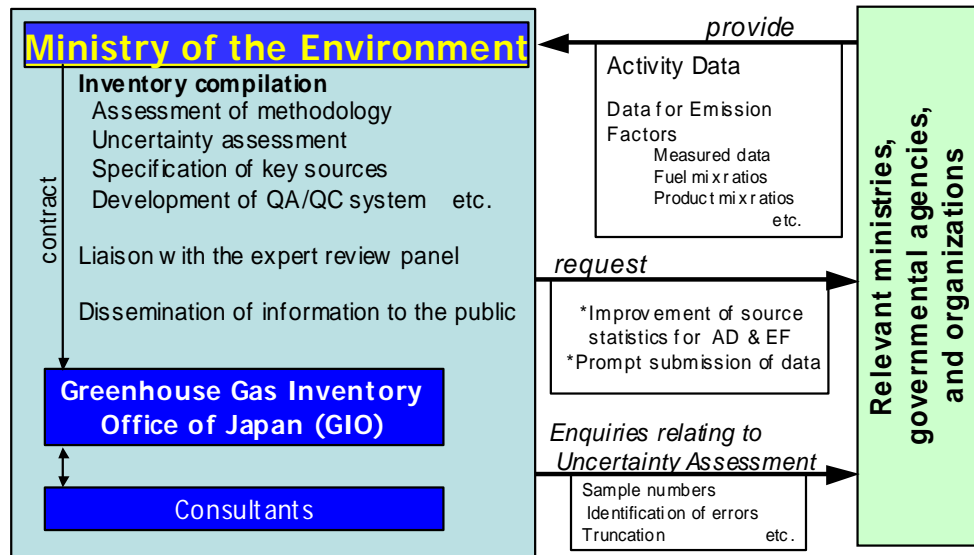 Ministry of the Environment
Inventory compilation
Assessment of methodology
Uncertainty assessment
Specification of key sources
Development of QA/QC system etc.
contract
Liaison with the expert review panel
Dissemination of information to the public
Greenhouse Gas Inventory
Office of Japan (GIO)
Consultants
provide
Activity Data
Data for Emission
Factors
Measured data
Fuel mix ratios
Product mix ratios
etc.
request
*Improvement of source
statistics for AD & EF
*Prompt submission of data
Enquiries relating to
Uncertainty Assessment
Sample numbers
Identification of errors
Truncation etc.
Relevant ministries,
governmental agencies,
and organizations